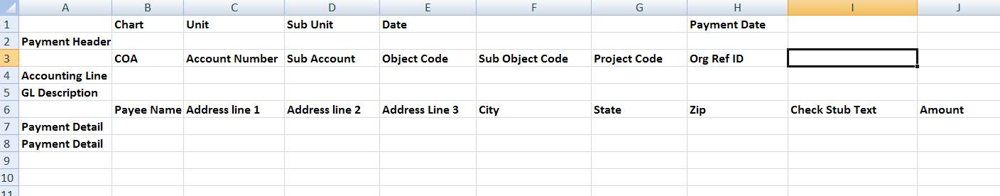 A B C D E F G H I J
1 Chart Unit Sub Unit Date Payment Date
2 Payment Header
3 COA Account Number Sub Account Object Code Sub Object Code Project Code Org Ref ID
4 Accounting Line
5 GL Description
6 Payee Name Address line 1 Address line 2 Address Line 3 City State Zip Check Stub Text Amount
7 Payment Detail
8 Payment Detail
9
10
11